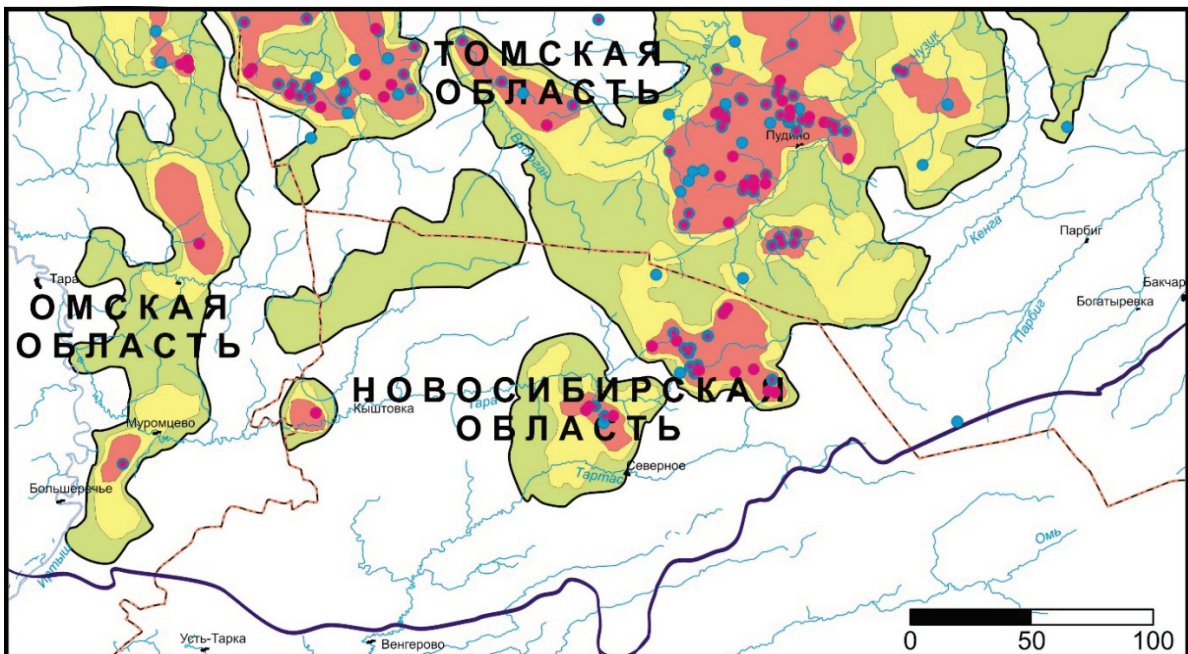 ТОМСКАЯ
ОБЛАСТЬ
Чузик
Пудино
Васюган
Кенга
Парбиг
Тара
Бакчар
ОМСКАЯ
ОБЛАСТЬ
Богатыревка
Парбиг
НОВОСИБИРСКАЯ
ОБЛАСТЬ
Кыштовка
Тара
Муромцево
Северное
Тартас
Большеречье
Омь
Иртыш
Усть-Тарка
Венгерово
0 50 100